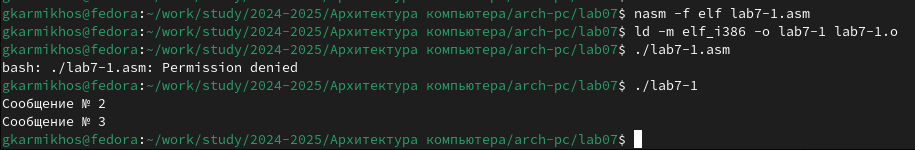 gkarmikhos@fedora:~/work/study/2024-2025/Архитектура компьютера/arch-pc/lab07$ nasm -f elf lab7-1.asm
gkarmikhos@fedora:~/work/study/2024-2025/Архитектура компьютера/arch-pc/lab07$ ld -m elf_i386 -o lab7-1 lab7-1.o
gkarmikhos@fedora:~/work/study/2024-2025/Архитектура компьютера/arch-pc/lab07$ ./lab7-1.asm
bash: ./lab7-1.asm: Permission denied
gkarmikhos@fedora:~/work/study/2024-2025/Архитектура компьютера/arch-pc/lab07$ ./lab7-1
Сообщение № 2
Сообщение № 3
gkarmikhos@fedora:~/work/study/2024-2025/Архитектура компьютера/arch-pc/lab07$